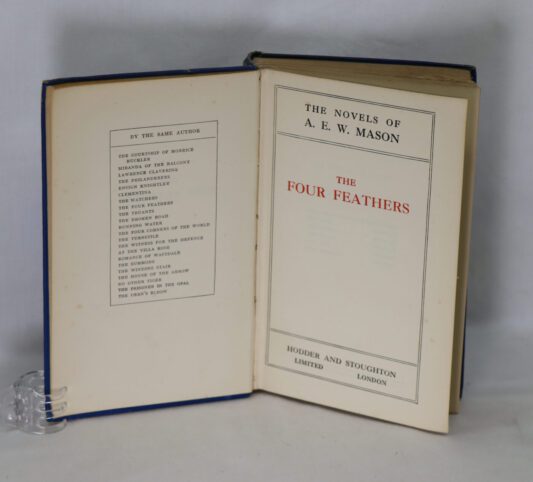 BY THE SAME AUTHOR
THE COURTSHIP OF MORRICE
BUCKLER
MIRANDA OF THE BALCONY
LAWRENCE CLAVERING
THE PHILANDERERS
ENSIGN KNIGHTLEY
CLEMENTINA
THE WATCHERS
THE FOUR FEATHERS
THE TRUANTS
THE BROKEN ROAD
RUNNING WATER
THE FOUR CORNERS OF THE WORLD
THE TURNSTILE
THE WITNESS FOR THE DEFENCE
AT THE VILLA ROSE
ROMANCE OF WASTDALE
THE SUMMONS
THE WINDING STAIR
THE HOUSE OF THE ARROW
NO OTHER TIGER
THE PRISONER IN THE OPAL
THE DEAN'S ELBOW
THE NOVELS OF
A. E. W. MASON
THE
FOUR FEATHERS
HODDER AND STOUGHTON
LIMITED LONDON